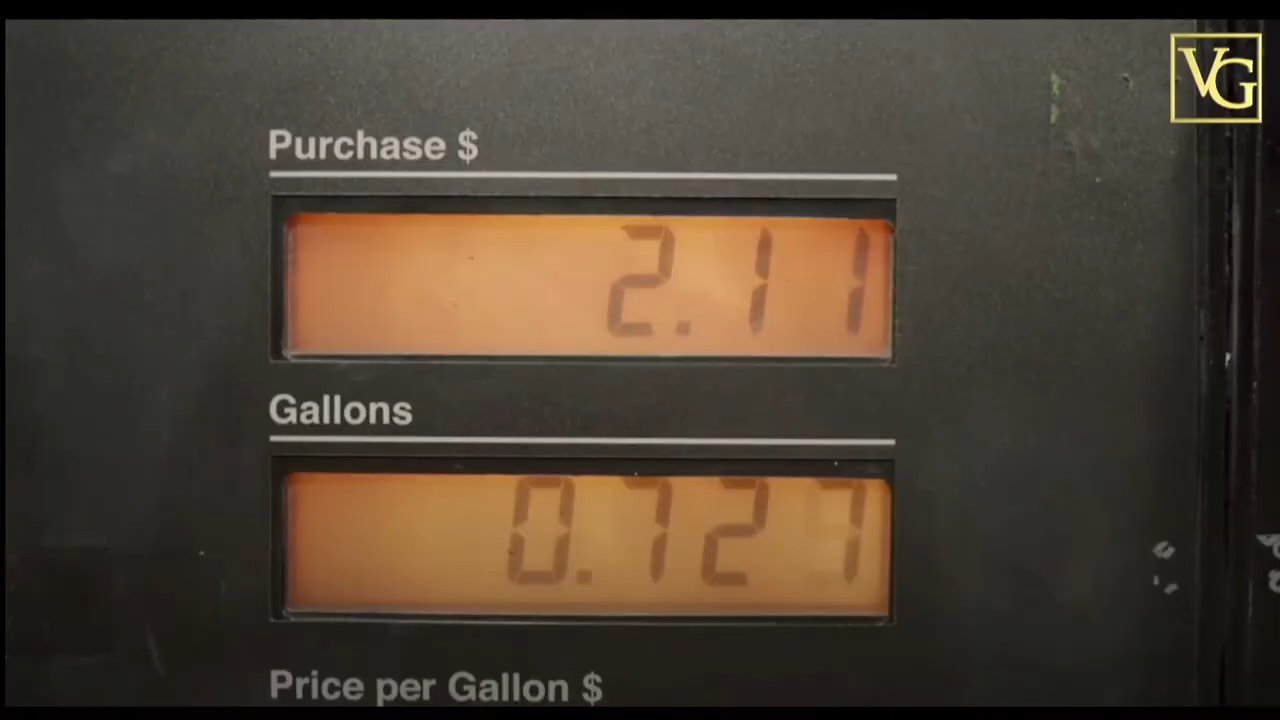 VG
Purchase $
2.11
Gallons
0.727
Price per Gallon $